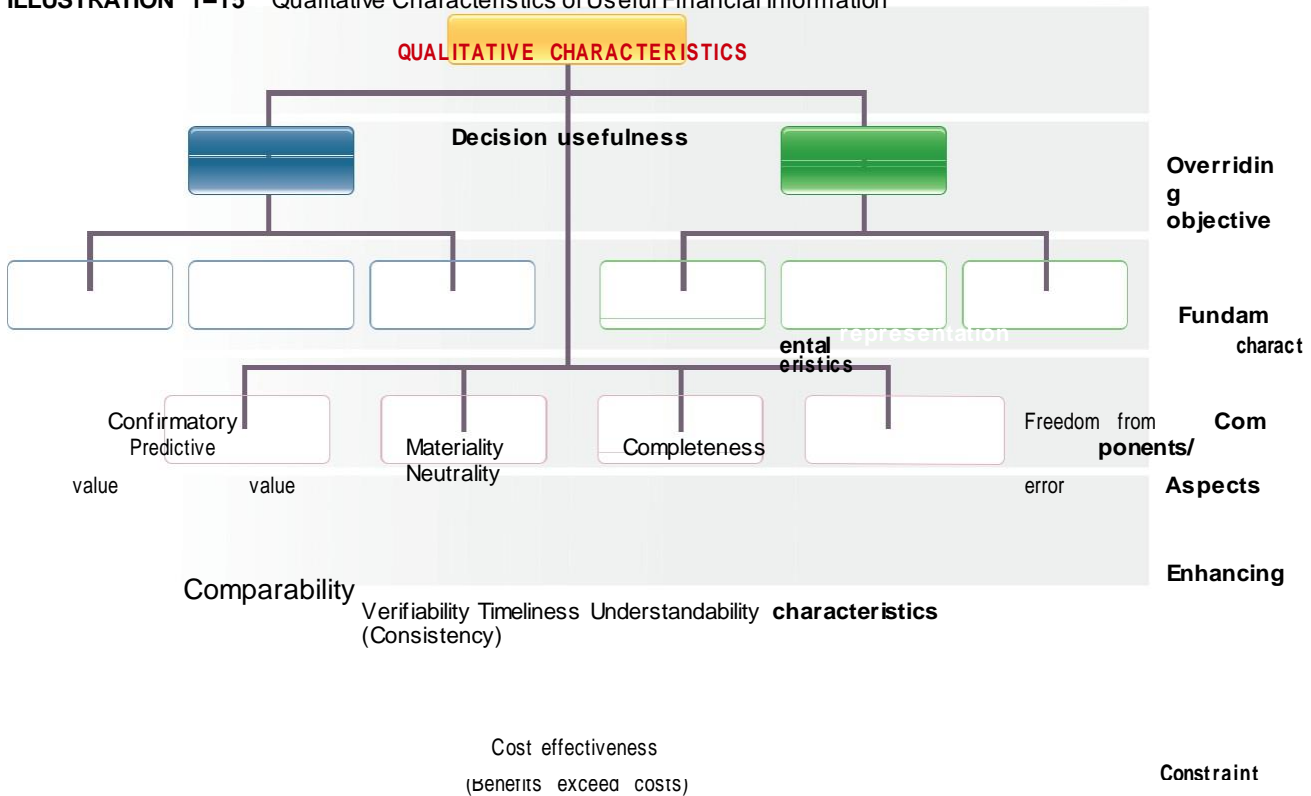 ILLUSTRATION 1–15 Qualitative Characteristics of Useful Financial Information
QUALITATIVE CHARACTERISTICS
Decision usefulness
Overridin
g
objective
representation
Fundam
ental
charact
eristics
Confirmatory
Freedom from
Com
Predictive
Materiality
Completeness
ponents/
Neutrality
value
value
error
Aspects
Enhancing
Comparability
Verifiability Timeliness Understandability characteristics
(Consistency)
Cost effectiveness
Constraint
(Benefits exceed costs)